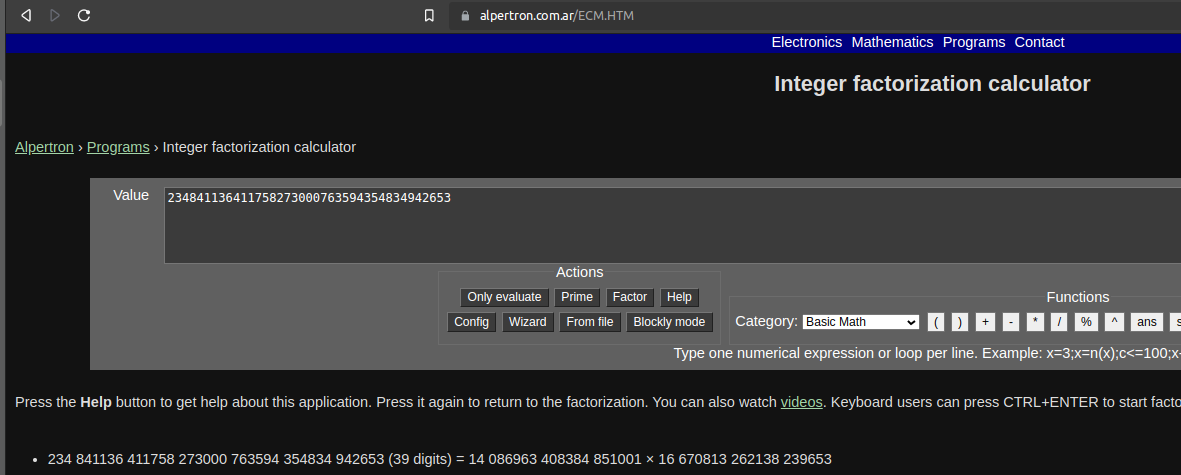 alpertron.com.ar/ECM.HTM
Electronics Mathematics Programs Contact
Integer factorization calculator
Alpertron › Programs › Integer factorization calculator
Value
234841136411758273000763594354834942653
Actions
Only evaluate Prime Factor Help
Config Wizard From file Blockly mode
Functions
Category: Basic Math ( ) + - * / % ^ ans s
Type one numerical expression or loop per line. Example: x=3;x=n(x);c<=100;x-
Press the Help button to get help about this application. Press it again to return to the factorization. You can also watch videos. Keyboard users can press CTRL+ENTER to start facto
• 234 841136 411758 273000 763594 354834 942653 (39 digits) = 14 086963 408384 851001 × 16 670813 262138 239653